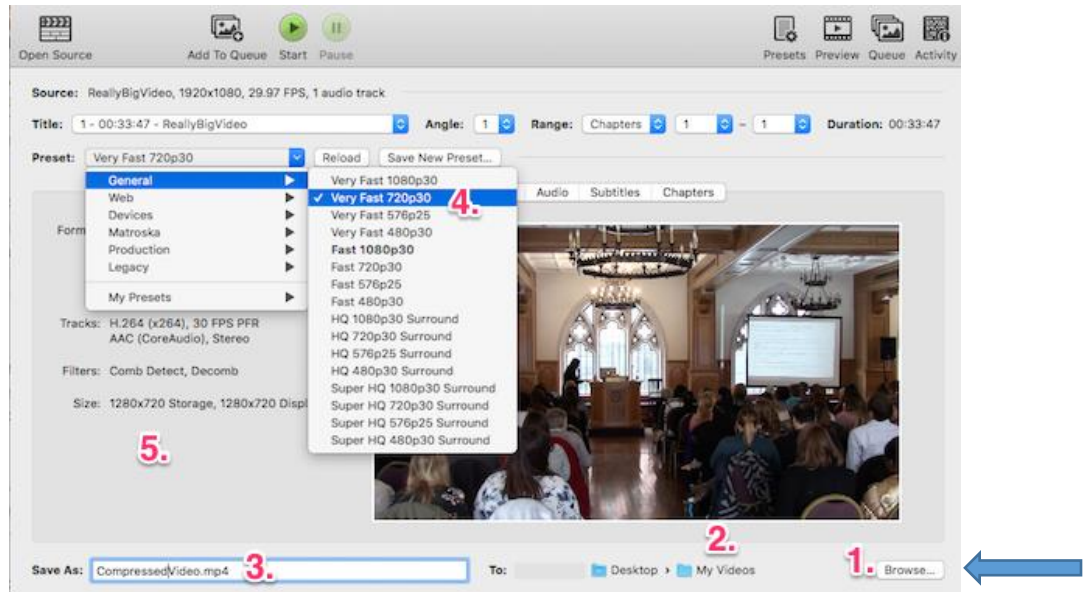 Open Source Add To Queue Start Pause Presets Preview Queue Activity
Source: ReallyBigVideo, 1920x1080, 29.97 FPS, 1 audio track
Title: 1 - 00:33:47 - ReallyBigVideo Angle: 1 Range: Chapters 1 - 1 Duration: 00:33:47
Preset: Very Fast 720p30 Reload Save New Preset...
General
Web
Devices
Matroska
Production
Legacy
My Presets
Very Fast 1080p30
✓ Very Fast 720p30 4.
Very Fast 576p25
Very Fast 480p30
Fast 1080p30
Fast 720p30
Fast 576p25
Fast 480p30
HQ 1080p30 Surround
HQ 720p30 Surround
HQ 576p25 Surround
HQ 480p30 Surround
Super HQ 1080p30 Surround
Super HQ 720p30 Surround
Super HQ 576p25 Surround
Super HQ 480p30 Surround
Audio Subtitles Chapters
Form
Tracks: H.264 (x264), 30 FPS PFR
AAC (CoreAudio), Stereo
Filters: Comb Detect, Decomb
Size: 1280x720 Storage, 1280x720 Displ
5.
2.
Save As: CompressedVideo.mp4 3. To: Desktop › My Videos 1. Browse...